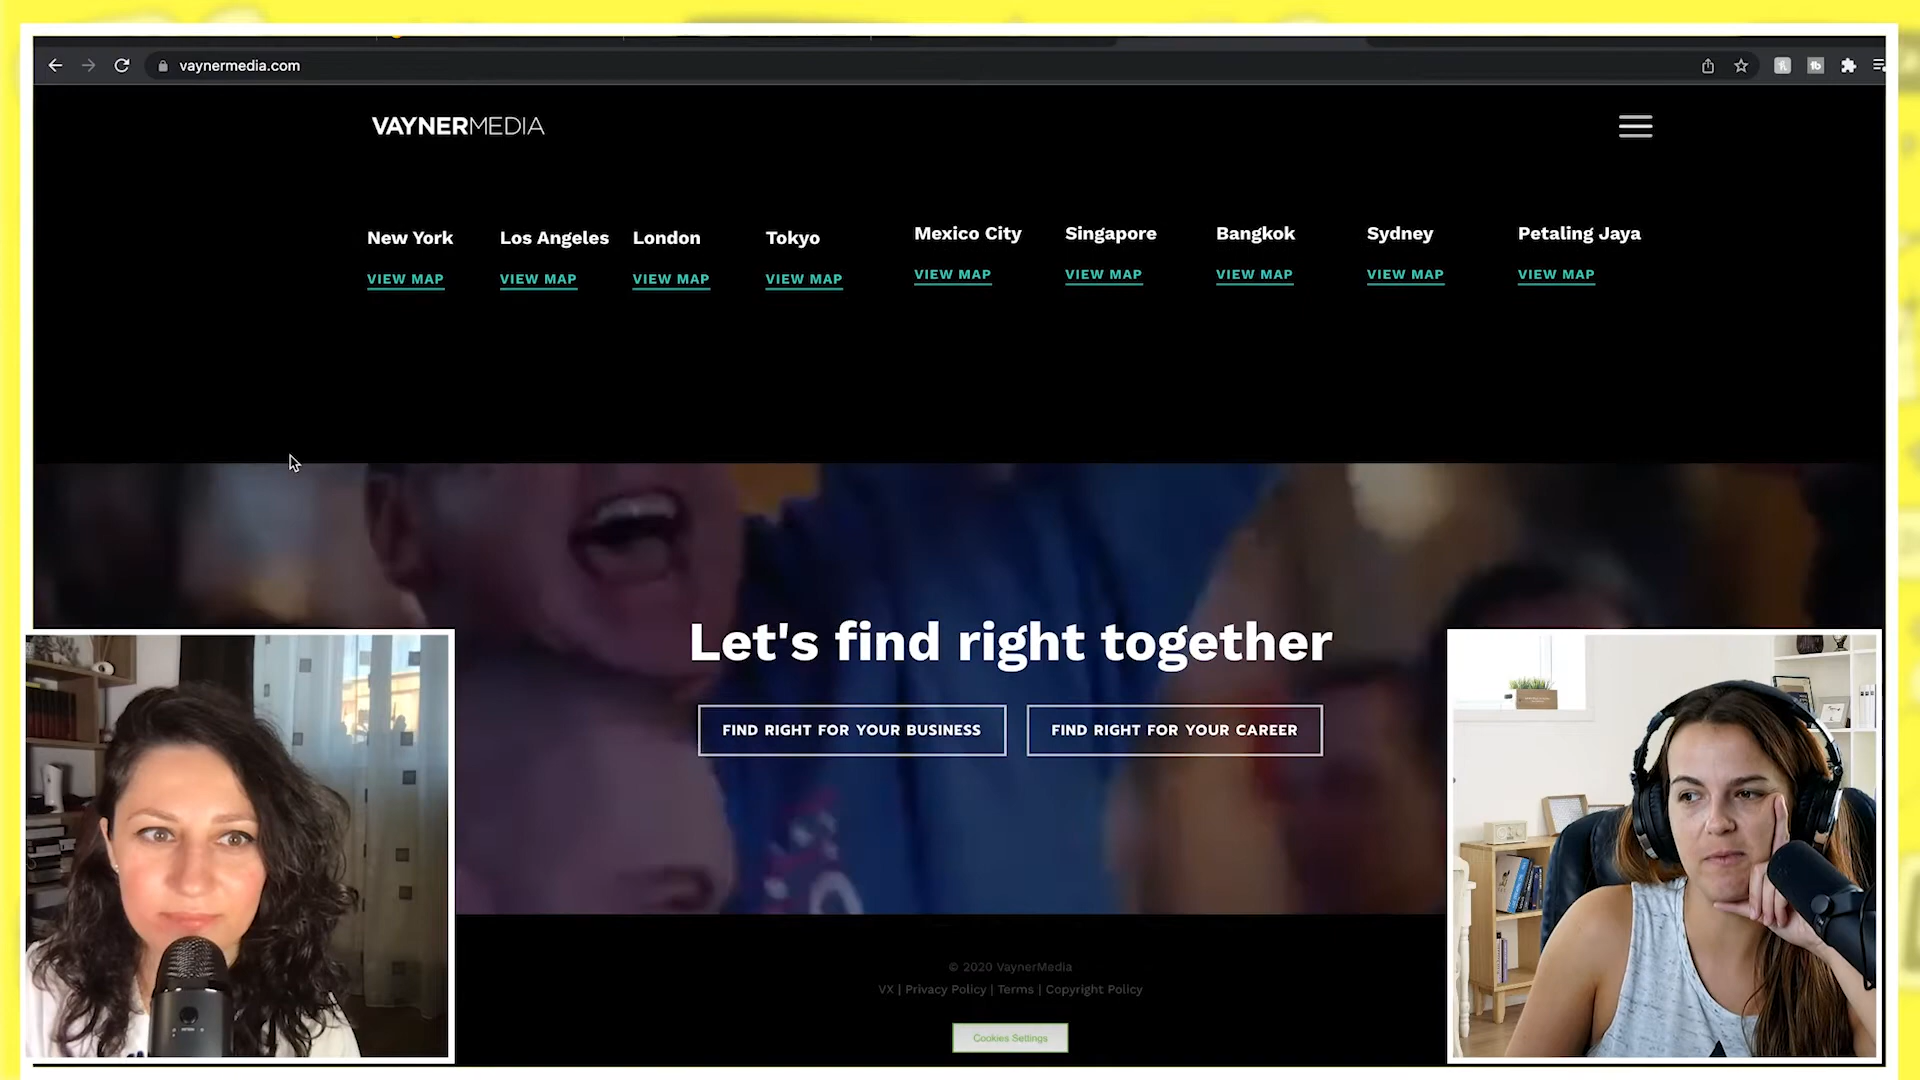 vaynermedia.com
VAYNERMEDIA
New York Los Angeles London Tokyo Mexico City Singapore Bangkok Sydney Petaling Jaya
VIEW MAP VIEW MAP VIEW MAP VIEW MAP VIEW MAP VIEW MAP VIEW MAP VIEW MAP VIEW MAP
Let's find right together
FIND RIGHT FOR YOUR BUSINESS FIND RIGHT FOR YOUR CAREER
© 2020 VaynerMedia
VX | Privacy Policy | Terms | Copyright Policy
Cookies Settings